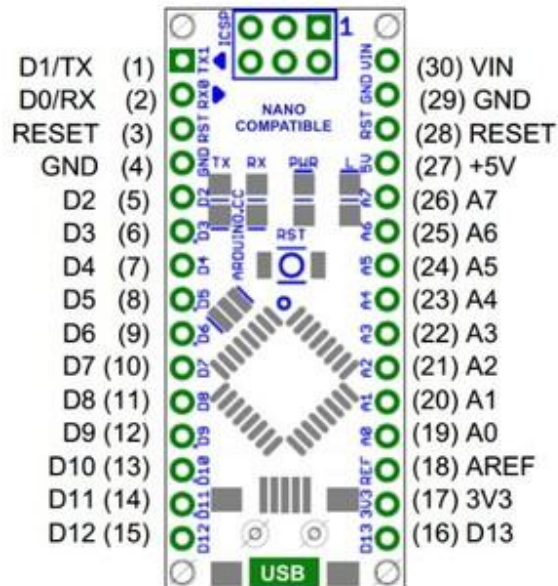 ICSP
1
D1/TX (1)
TX1
VIN
(30) VIN
D0/RX (2)
RX0
GND
(29) GND
NANO
COMPATIBLE
RESET (3)
RST
RST
(28) RESET
GND (4)
GND
TX RX PWR L
5V
(27) +5V
D2 (5)
D2
A7
(26) A7
D3 (6)
D3
A6
(25) A6
ARDUINO.CC
RST
D4 (7)
D4
A5
(24) A5
D5 (8)
D5
A4
(23) A4
D6 (9)
D6
A3
(22) A3
D7 (10)
D7
A2
(21) A2
D8 (11)
D8
A1
(20) A1
D9 (12)
D9
A0
(19) A0
D10 (13)
D10
REF
(18) AREF
D11 (14)
D11
3V3
(17) 3V3
D12 (15)
D12
D13
(16) D13
USB